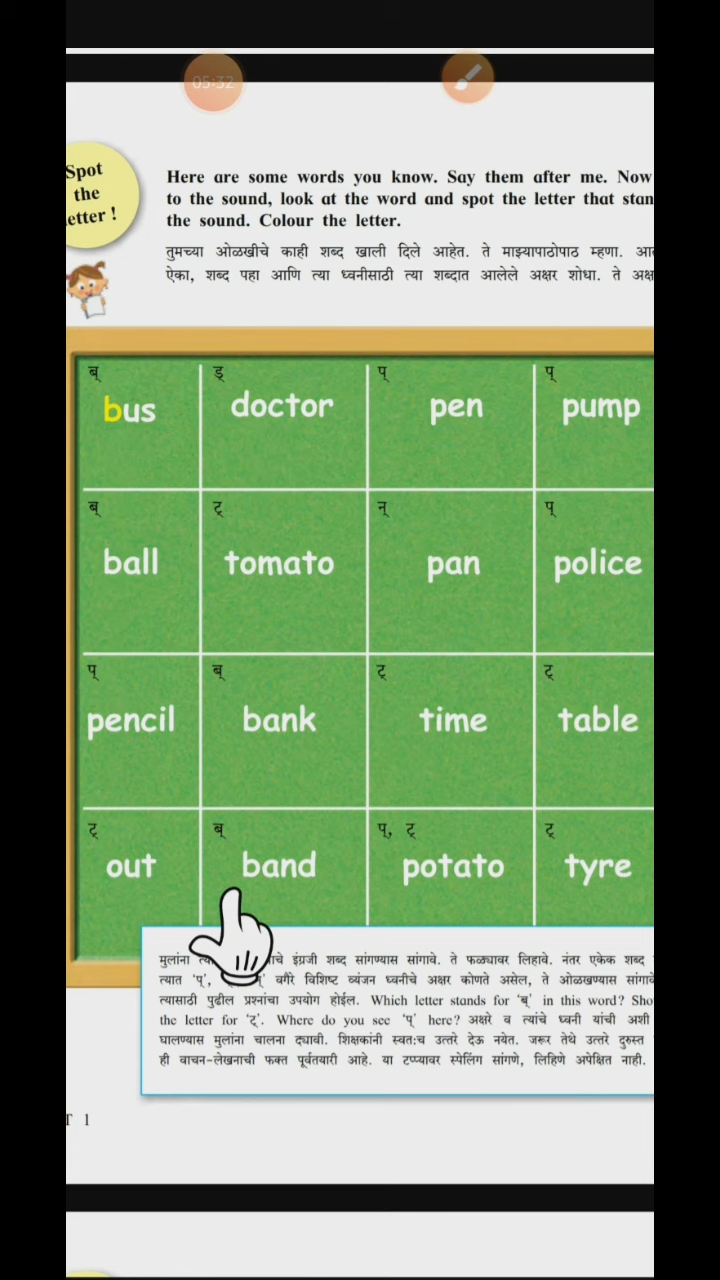 05:32
Spot
the
etter !
Here are some words you know. Say them after me. Now
to the sound, look at the word and spot the letter that stan
the sound. Colour the letter.
तुमच्या ओळखीचे काही शब्द खाली दिले आहेत. ते माझ्यापाठोपाठ म्हणा. आ
ऐका, शब्द पहा आणि त्या ध्वनीसाठी त्या शब्दात आलेले अक्षर शोधा. ते अक्ष
ब् ड् प् प्
bus doctor pen pump
ब् ट् न् प्
ball tomato pan police
प् ब् ट् ट्
pencil bank time table
ट् ब् प्, ट् ट्
out band potato tyre
मुलांना चे इंग्रजी शब्द सांगण्यास सांगावे. ते फळ्यावर लिहावे. नंतर एकेक शब्द
त्यात 'प्', वगैरे विशिष्ट व्यंजन ध्वनीचे अक्षर कोणते असेल, ते ओळखण्यास सांगावे
त्यासाठी पुढील प्रश्नांचा उपयोग होईल. Which letter stands for 'ब्' in this word? Sho
the letter for 'ट्'. Where do you see 'प्' here? अक्षरे व त्यांचे ध्वनी यांची अशी
घालण्यास मुलांना चालना द्यावी. शिक्षकांनी स्वत:च उत्तरे देऊ नयेत. जरूर तेथे उत्तरे दुरुस्त
ही वाचन-लेखनाची फक्त पूर्वतयारी आहे. या टप्प्यावर स्पेलिंग सांगणे, लिहिणे अपेक्षित नाही.
T 1